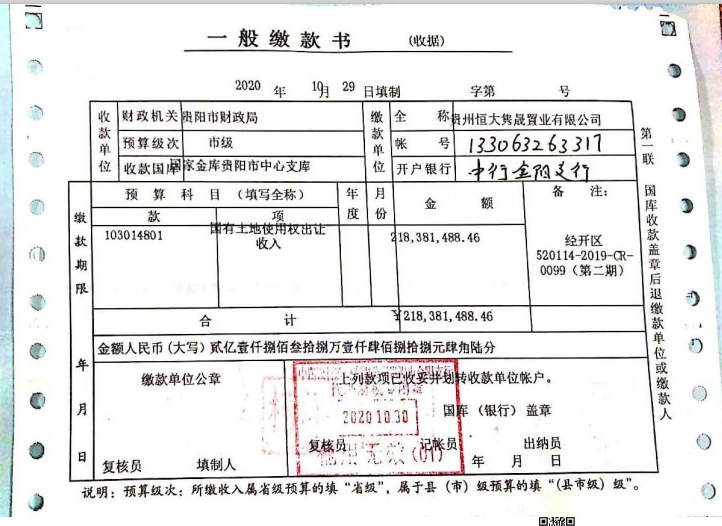 一般缴款书 (收据)
2020 年 10月 29 日填制 字第 号
收款单位 财政机关 贵阳市财政局 缴款单位 全称 贵州恒大隽晟置业有限公司
预算级次 市级 帐号 133063263317
收款国库 国家金库贵阳市中心支库 开户银行 中行金阳支行
第一联 国库收款盖章后退缴款单位或缴款人
缴款期限 年 月 日
预算科目 (填写全称) 年度 月份 金额 备注:
款 项
103014801 国有土地使用权出让收入 218,381,488.46 经开区
520114-2019-CR-
0099 (第二期)
合计 ¥218,381,488.46
金额人民币(大写) 贰亿壹仟捌佰叁拾捌万壹仟肆佰捌拾捌元肆角陆分
缴款单位公章 上列款项已收妥并划转收款单位帐户。
2020 10.30 国库 (银行) 盖章
(01)
复核员 填制人 复核员 记帐员 出纳员
年 月 日
说明: 预算级次: 所缴收入属省级预算的填 "省级", 属于县 (市) 级预算的填 "(县市级) 级"。